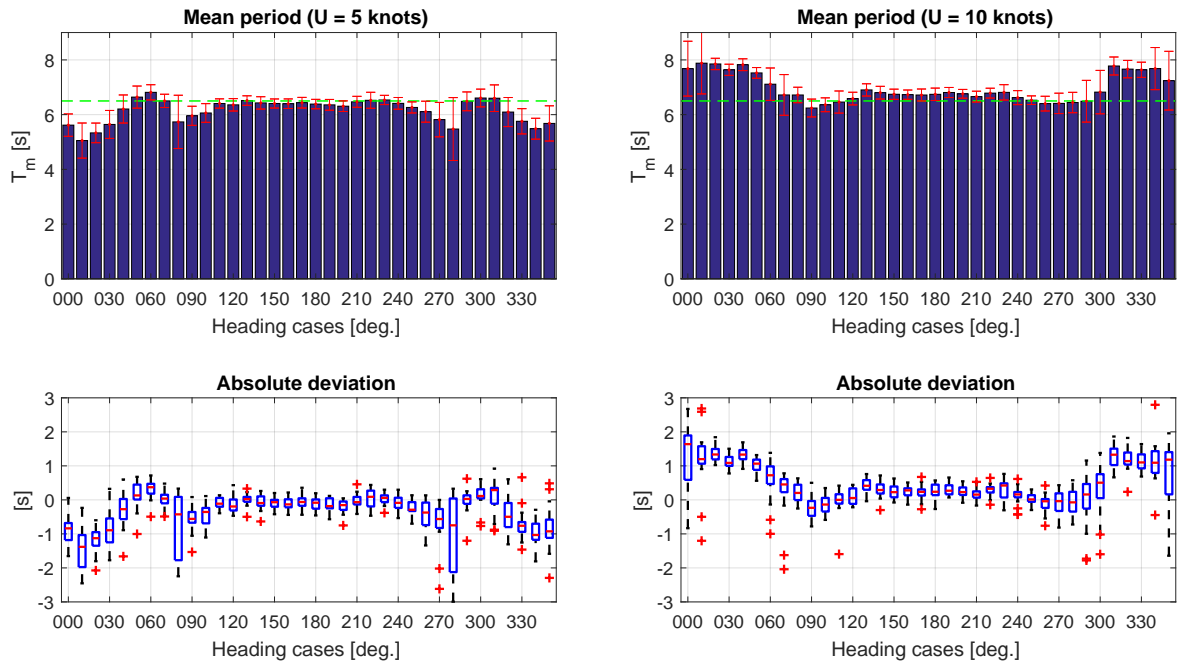 Mean period (U = 5 knots)
8
6
4
2
0
T_m [s]
000 030 060 090 120 150 180 210 240 270 300 330
Heading cases [deg.]
Mean period (U = 10 knots)
8
6
4
2
0
T_m [s]
000 030 060 090 120 150 180 210 240 270 300 330
Heading cases [deg.]
Absolute deviation
3
2
1
0
-1
-2
-3
[s]
000 030 060 090 120 150 180 210 240 270 300 330
Heading cases [deg.]
Absolute deviation
3
2
1
0
-1
-2
-3
[s]
000 030 060 090 120 150 180 210 240 270 300 330
Heading cases [deg.]